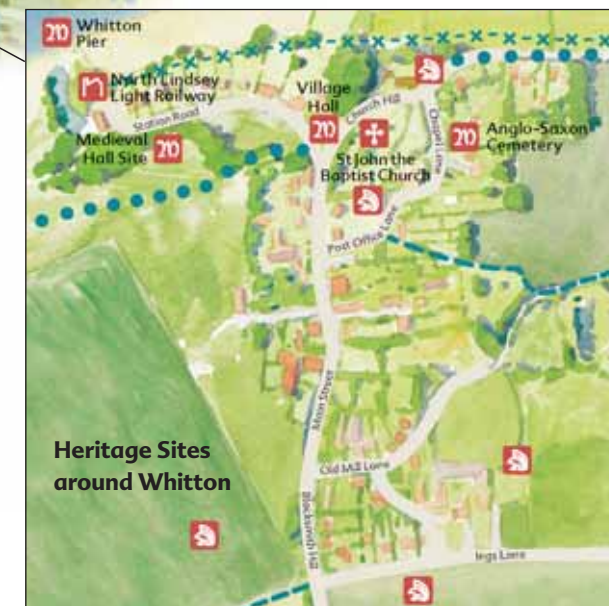 Whitton
Pier
North Lindsey
Light Railway
Station Road
Medieval
Hall Site
Village
Hall
Church Hill
St John the
Baptist Church
Chapel Lane
Anglo-Saxon
Cemetery
Post Office Lane
Main Street
Heritage Sites
around Whitton
Old Mill Lane
Blacksmith Hill
Ings Lane